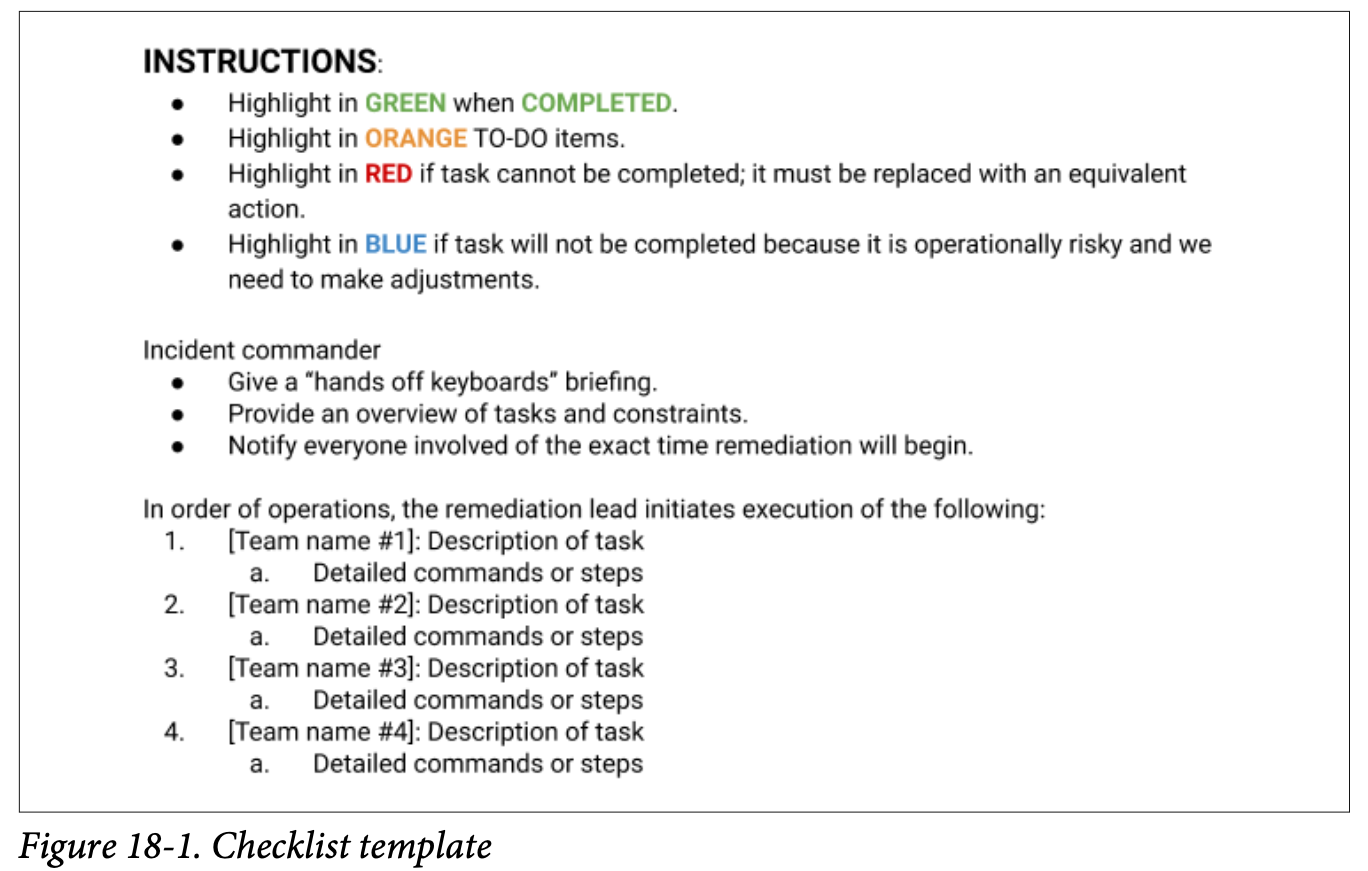 INSTRUCTIONS:
● Highlight in GREEN when COMPLETED.
● Highlight in ORANGE TO-DO items.
● Highlight in RED if task cannot be completed; it must be replaced with an equivalent
action.
● Highlight in BLUE if task will not be completed because it is operationally risky and we
need to make adjustments.
Incident commander
● Give a “hands off keyboards” briefing.
● Provide an overview of tasks and constraints.
● Notify everyone involved of the exact time remediation will begin.
In order of operations, the remediation lead initiates execution of the following:
1. [Team name #1]: Description of task
a. Detailed commands or steps
2. [Team name #2]: Description of task
a. Detailed commands or steps
3. [Team name #3]: Description of task
a. Detailed commands or steps
4. [Team name #4]: Description of task
a. Detailed commands or steps
Figure 18-1. Checklist template